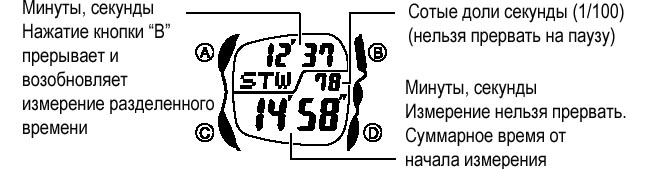 Минуты, секунды
Нажатие кнопки “В”
прерывает и
возобновляет
измерение разделенного
времени
A
C
12' 37
STW 78"
14' 58
B
D
Сотые доли секунды (1/100)
(нельзя прервать на паузу)
Минуты, секунды
Измерение нельзя прервать.
Суммарное время от
начала измерения